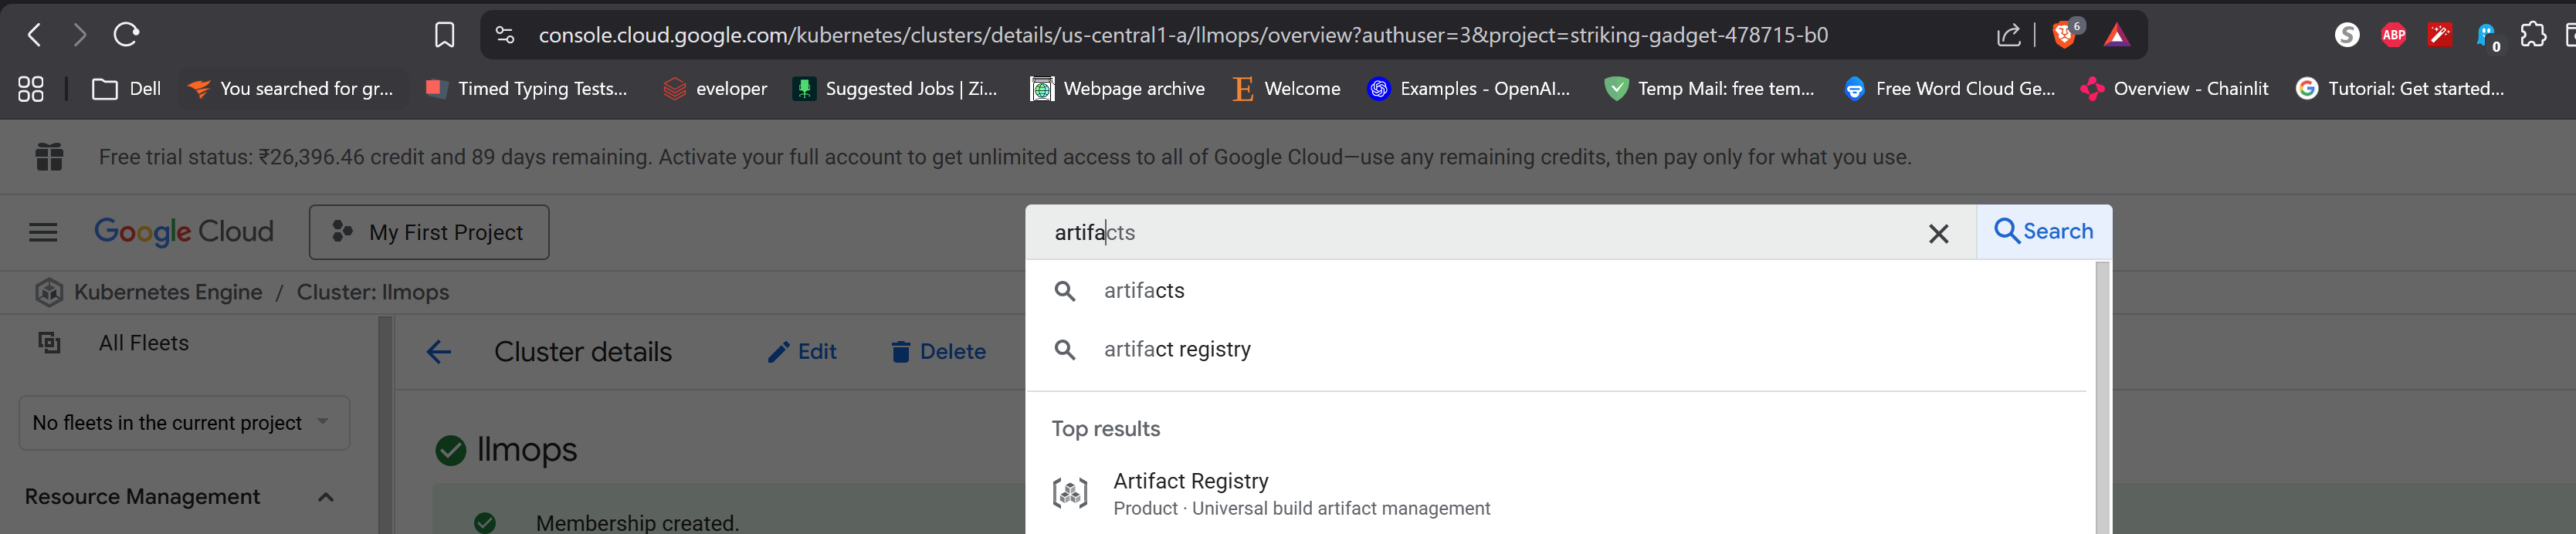 console.cloud.google.com/kubernetes/clusters/details/us-central1-a/llmops/overview?authuser=3&project=striking-gadget-478715-b0
6
S
ABP
0
Dell
You searched for gr...
Timed Typing Tests...
eveloper
Suggested Jobs | Zi...
Webpage archive
E Welcome
Examples - OpenAI...
Temp Mail: free tem...
Free Word Cloud Ge...
Overview - Chainlit
G Tutorial: Get started...
Free trial status: ₹26,396.46 credit and 89 days remaining. Activate your full account to get unlimited access to all of Google Cloud—use any remaining credits, then pay only for what you use.
Google Cloud
My First Project
artifacts
Search
Kubernetes Engine / Cluster: llmops
artifacts
All Fleets
Cluster details
Edit
Delete
artifact registry
No fleets in the current project
Top results
llmops
Artifact Registry
Product · Universal build artifact management
Resource Management
Membership created.